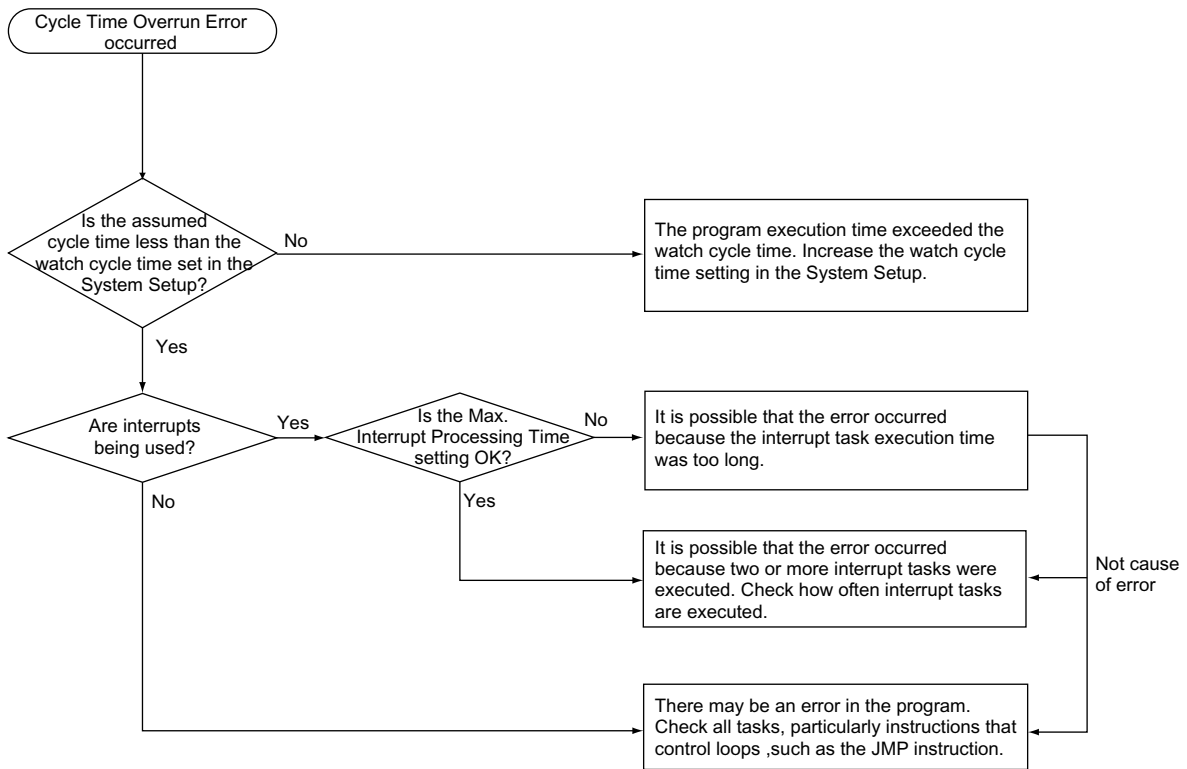 Cycle Time Overrun Error
occurred
Is the assumed
cycle time less than the
watch cycle time set in the
System Setup?
No
The program execution time exceeded the
watch cycle time. Increase the watch cycle
time setting in the System Setup.
Yes
Are interrupts
being used?
Yes
Is the Max.
Interrupt Processing Time
setting OK?
No
It is possible that the error occurred
because the interrupt task execution time
was too long.
No
Yes
It is possible that the error occurred
because two or more interrupt tasks were
executed. Check how often interrupt tasks
are executed.
Not cause
of error
There may be an error in the program.
Check all tasks, particularly instructions that
control loops ,such as the JMP instruction.